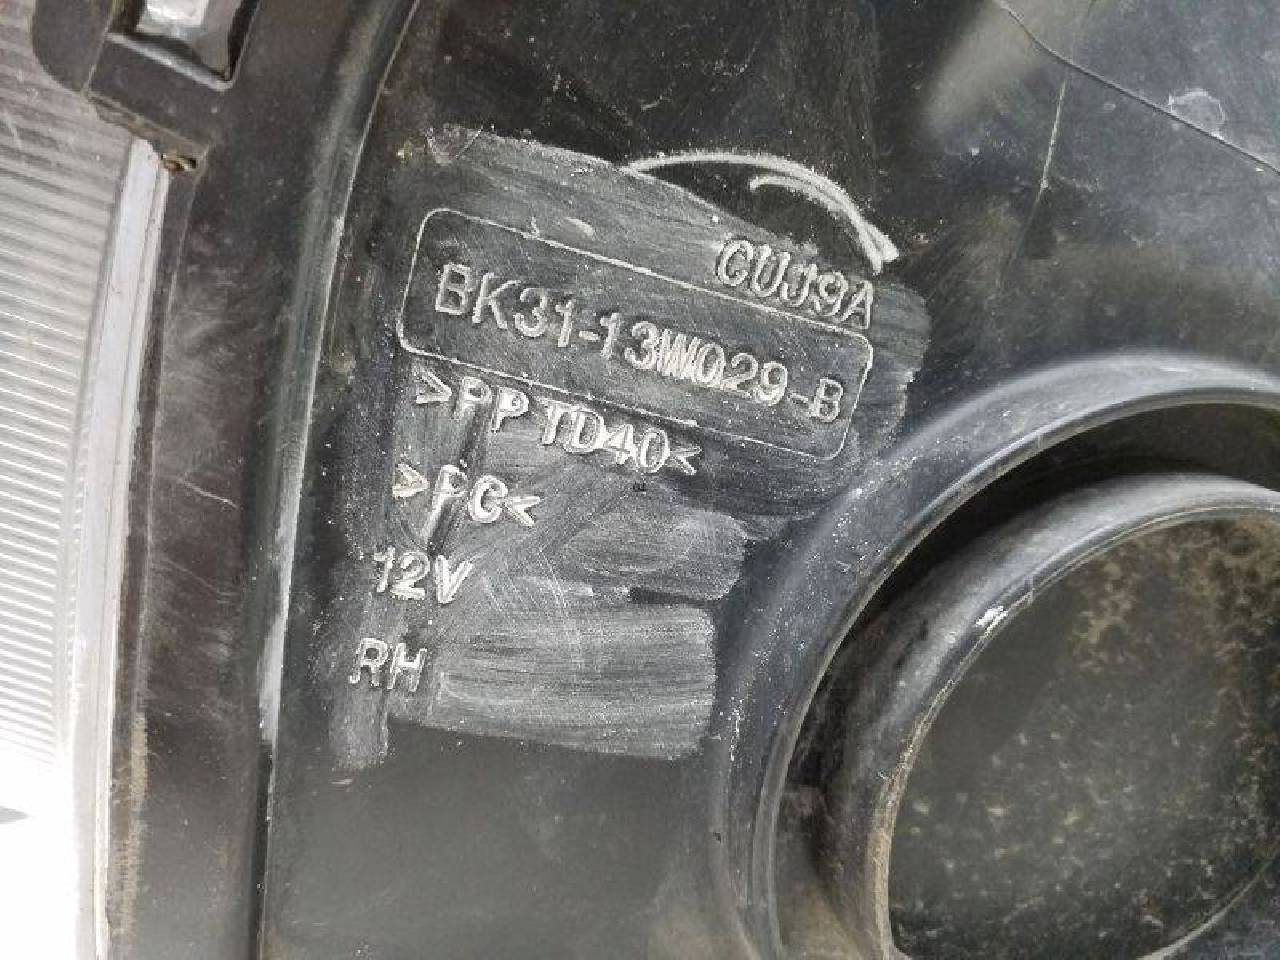 CUJ9A
BK31-13W029-B
>PPTD40<
>PC<
12V
RH